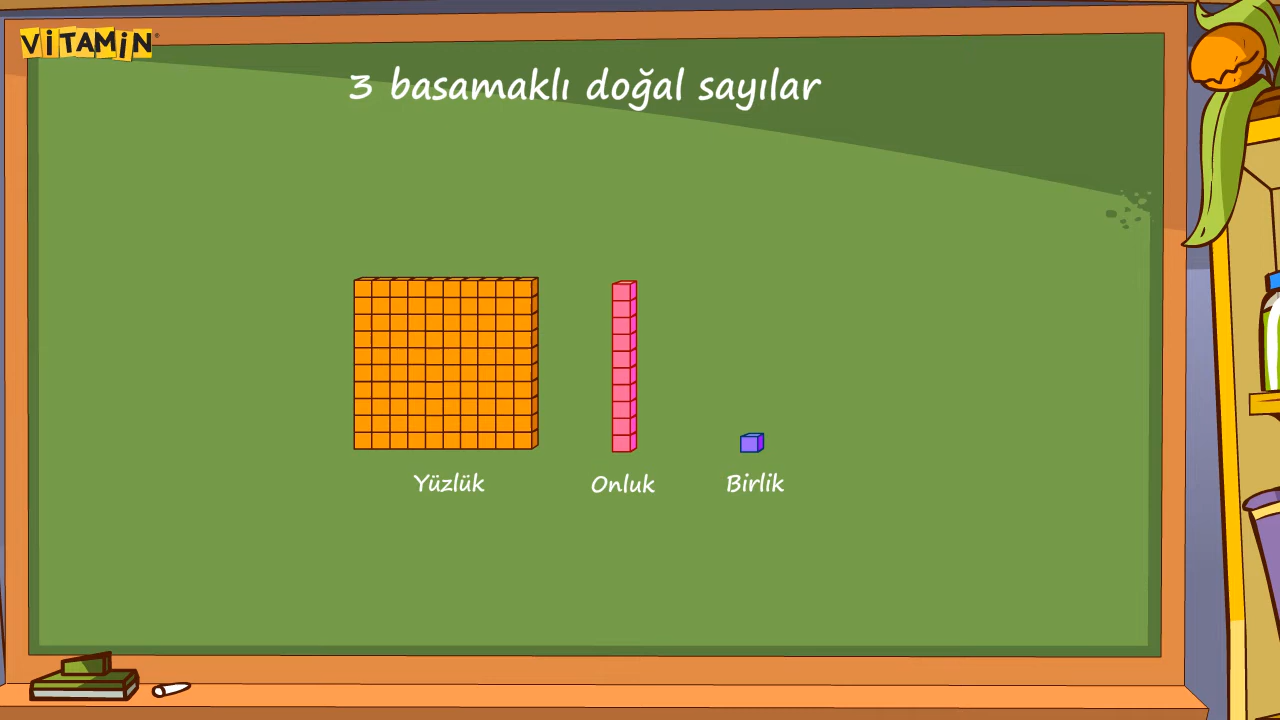 ViTAMiN
3 basamaklı doğal sayılar
Yüzlük
Onluk
Birlik